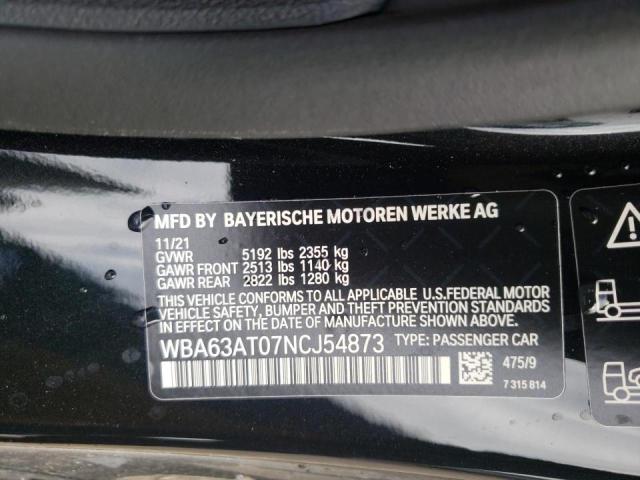 MFD BY BAYERISCHE MOTOREN WERKE AG
11/21
GVWR 5192 lbs 2355 kg
GAWR FRONT 2513 lbs 1140 kg
GAWR REAR 2822 lbs 1280 kg
THIS VEHICLE CONFORMS TO ALL APPLICABLE U.S.FEDERAL MOTOR
VEHICLE SAFETY, BUMPER AND THEFT PREVENTION STANDARDS
IN EFFECT ON THE DATE OF MANUFACTURE SHOWN ABOVE.
WBA63AT07NCJ54873 TYPE: PASSENGER CAR
475/9
7 315 814